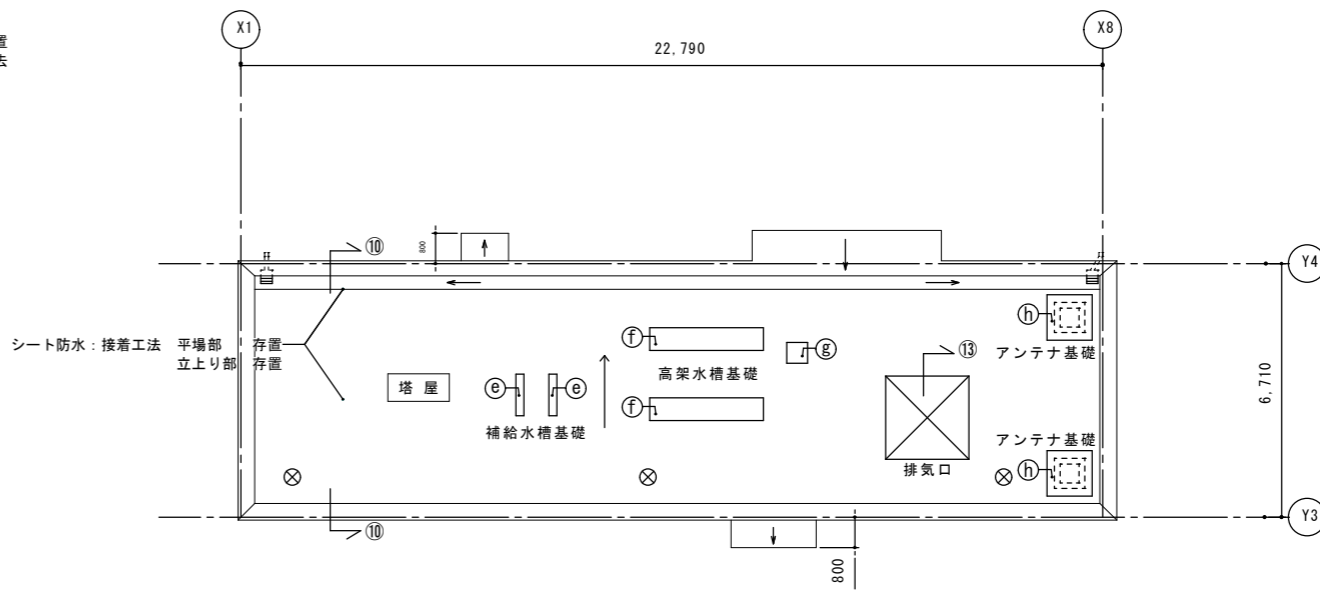 X1
X8
置
去
22,790
⑩
800
Y4
シート防水：接着工法　平場部　存置
立上り部　存置
ⓗ
アンテナ基礎
ⓕ
ⓖ
⑬
高架水槽基礎
塔屋
ⓔ
ⓔ
ⓕ
補給水槽基礎
6,710
アンテナ基礎
排気口
ⓗ
⑩
Y3
800